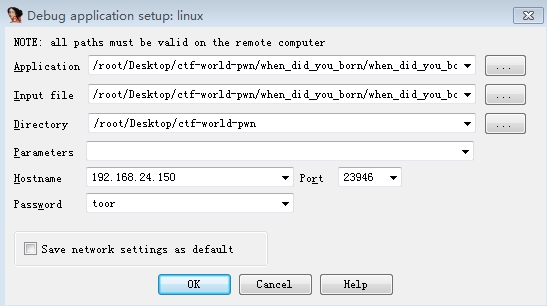 Debug application setup: linux
NOTE: all paths must be valid on the remote computer
Application /root/Desktop/ctf-world-pwn/when_did_you_born/when_did_you_bc ...
Input file /root/Desktop/ctf-world-pwn/when_did_you_born/when_did_you_bc ...
Directory /root/Desktop/ctf-world-pwn ...
Parameters
Hostname 192.168.24.150 Port 23946
Password toor
Save network settings as default
OK Cancel Help